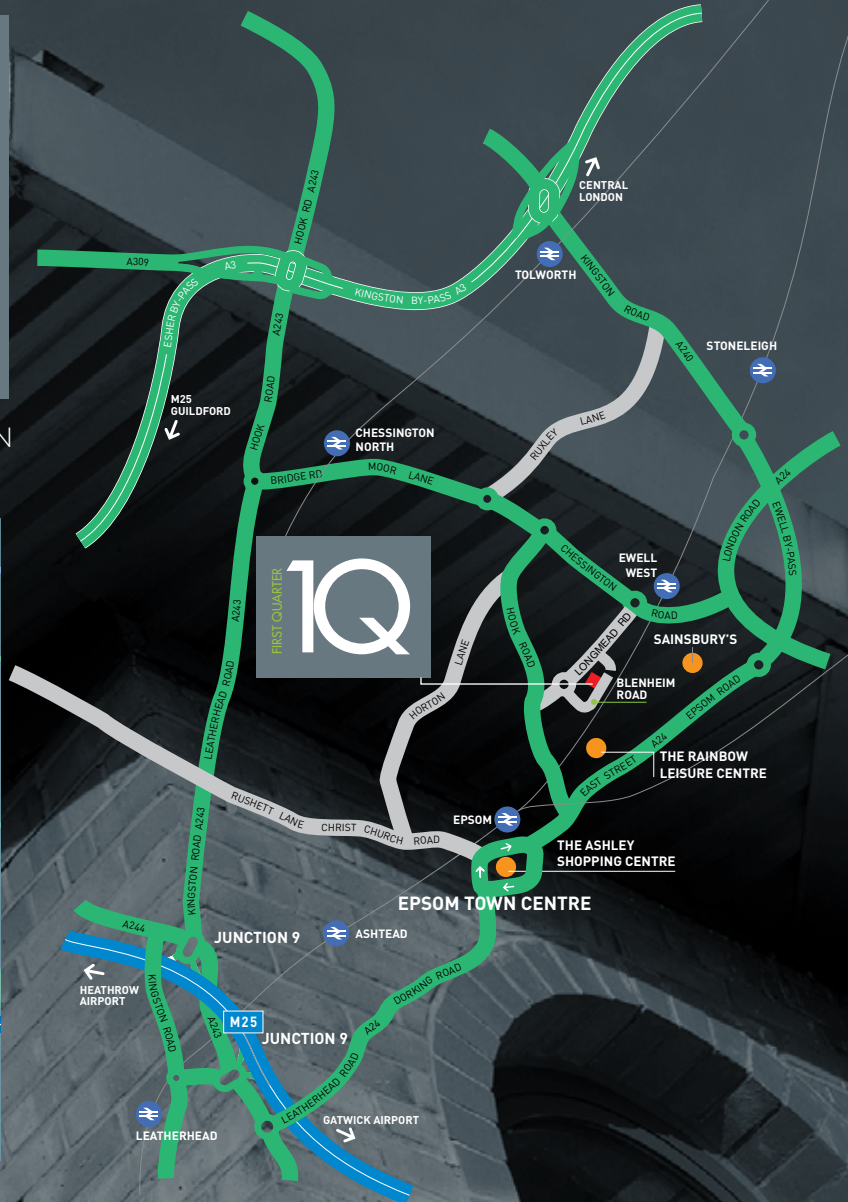 HOOK RD A243
CENTRAL
LONDON
A309
A3
TOLWORTH
KINGSTON BY-PASS A3
ESHER BY-PASS
KINGSTON ROAD
A240
A243
STONELEIGH
M25
GUILDFORD
HOOK ROAD
CHESSINGTON
NORTH
RUXLEY LANE
BRIDGE RD
MOOR LANE
LONDON ROAD A24
EWELL BY-PASS
CHESSINGTON ROAD
EWELL
WEST
FIRST QUARTER
1Q
A243
HOOK ROAD
LONGMEAD RD
SAINSBURY'S
HORTON LANE
BLENHEIM
ROAD
LEATHERHEAD ROAD
EPSOM ROAD
A24
EAST STREET
THE RAINBOW
LEISURE CENTRE
RUSHETT LANE
CHRIST CHURCH ROAD
EPSOM
KINGSTON ROAD A243
THE ASHLEY
SHOPPING CENTRE
EPSOM TOWN CENTRE
A244
JUNCTION 9
ASHTEAD
HEATHROW
AIRPORT
KINGSTON ROAD
A243
DORKING ROAD
A24
M25
JUNCTION 9
LEATHERHEAD ROAD
GATWICK AIRPORT
LEATHERHEAD
N